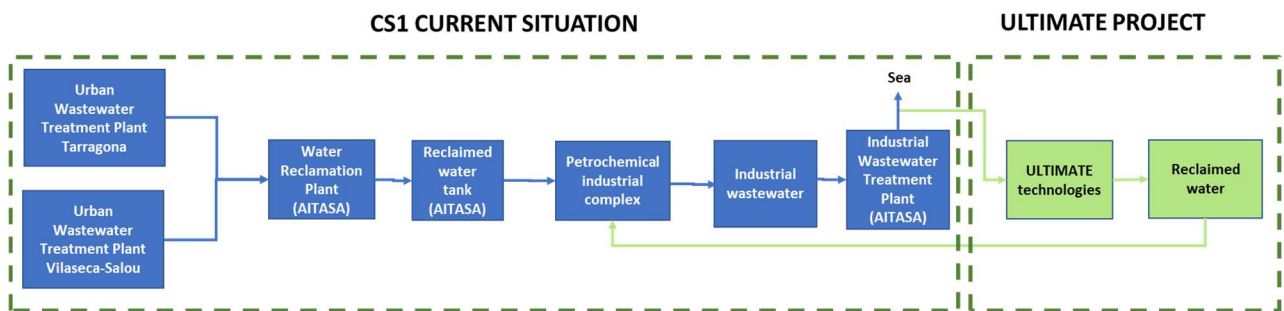 CS1 CURRENT SITUATION
ULTIMATE PROJECT
Urban
Wastewater
Treatment Plant
Tarragona
Urban
Wastewater
Treatment Plant
Vilaseca-Salou
Water
Reclamation
Plant
(AITASA)
Reclaimed
water
tank
(AITASA)
Petrochemical
industrial
complex
Industrial
wastewater
Sea
Industrial
Wastewater
Treatment
Plant
(AITASA)
ULTIMATE
technologies
Reclaimed
water